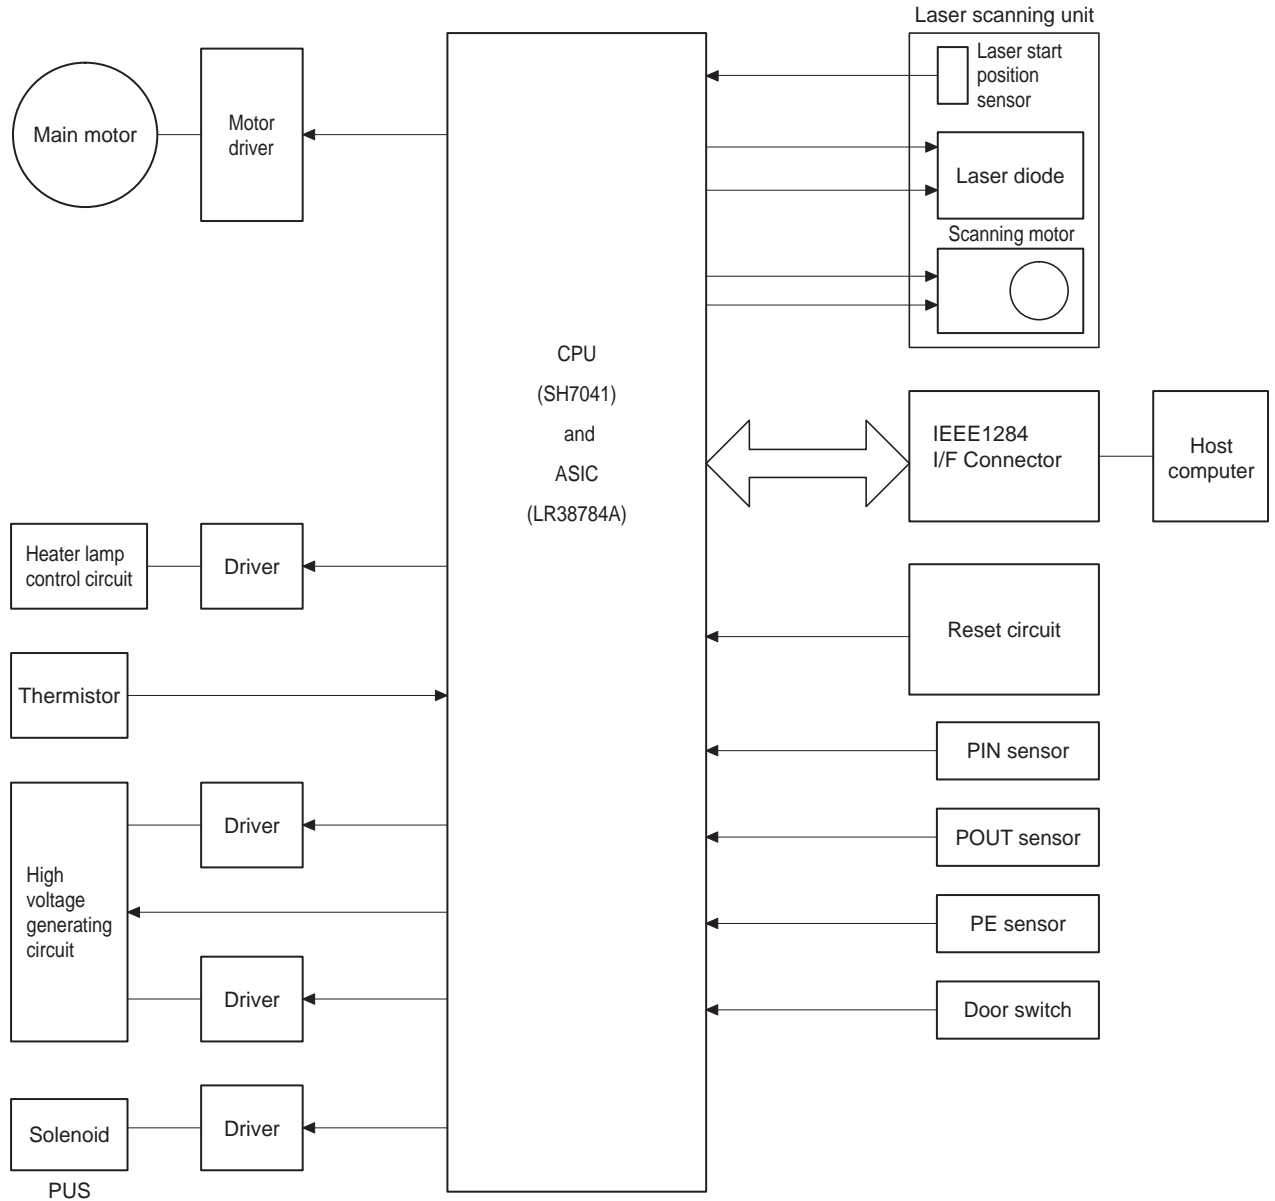 Laser scanning unit
Laser start
position
sensor
Main motor
Motor
driver
Laser diode
Scanning motor
CPU
(SH7041)
and
ASIC
(LR38784A)
IEEE1284
I/F Connector
Host
computer
Heater lamp
control circuit
Driver
Reset circuit
Thermistor
PIN sensor
Driver
POUT sensor
High
voltage
generating
circuit
PE sensor
Driver
Door switch
Solenoid
Driver
PUS